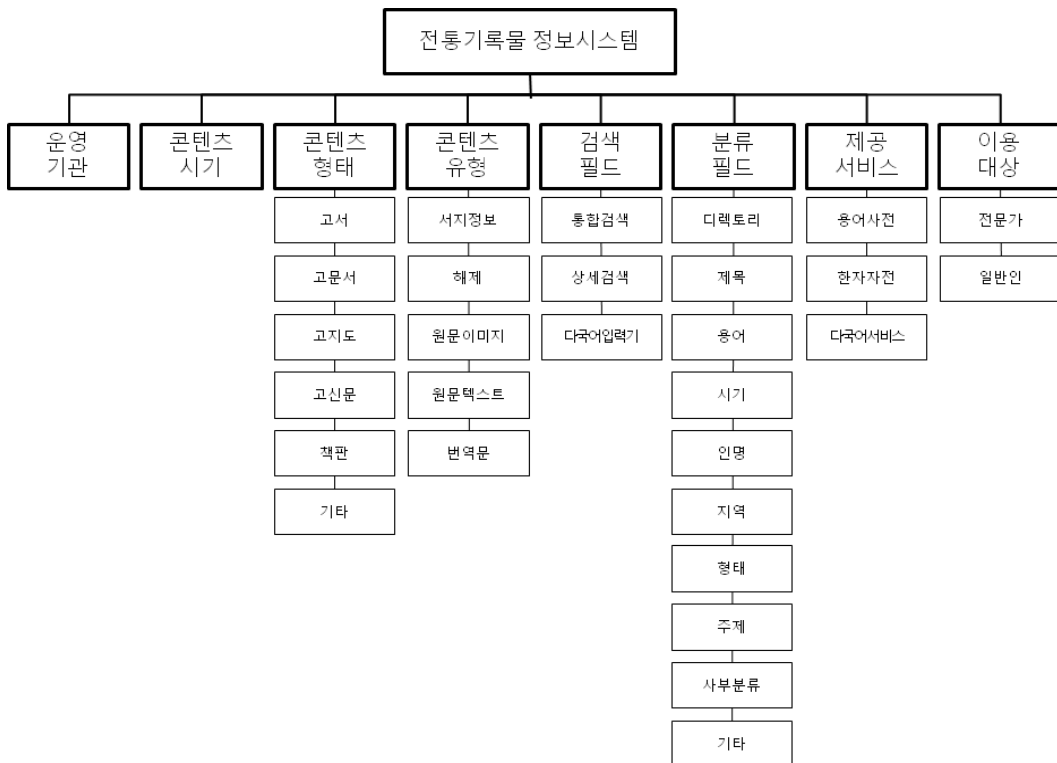 전통기록물 정보시스템
운영
기관
콘텐츠
시기
콘텐츠
형태
콘텐츠
유형
검색
필드
분류
필드
제공
서비스
이용
대상
고서
고문서
고지도
고신문
책판
기타
서지정보
해제
원문이미지
원문텍스트
번역문
통합검색
상세검색
다국어입력기
디렉토리
제목
용어
시기
인명
지역
형태
주제
사부분류
기타
용어사전
한자자전
다국어서비스
전문가
일반인